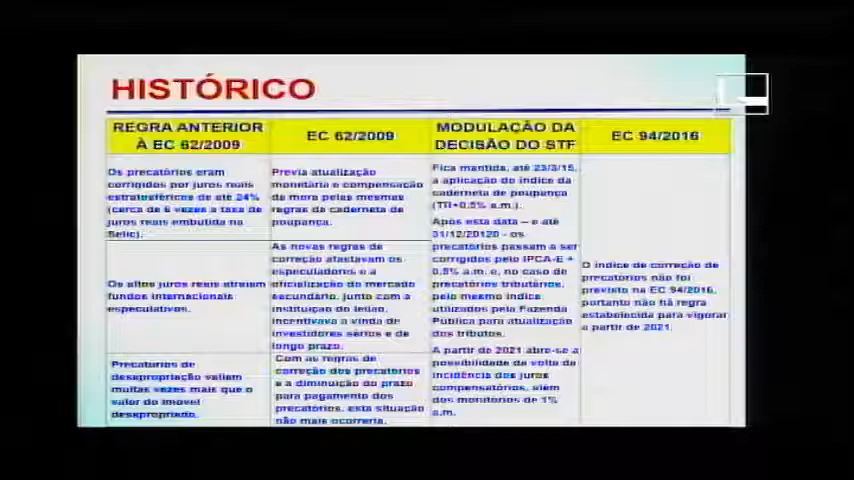 HISTÓRICO
REGRA ANTERIOR
À EC 62/2009
EC 62/2009
MODULAÇÃO DA
DECISÃO DO STF
EC 94/2016
Os precatórios eram
corrigidos por juros reais
estratosféricos de até 24%
(cerca de 6 vezes a taxa de
juros reais embutida na
Selic).
Previa atualização
monetária e compensação
da mora pelas mesmas
regras da caderneta de
poupança.
Fica mantida, até 23/3/15,
a aplicação do índice da
caderneta de poupança
(TR+0,5% a.m.).
Após esta data – e até
31/12/20120 - os
precatórios passam a ser
corrigidos pelo IPCA-E +
0,5% a.m. e, no caso de
precatórios tributários,
pelo mesmo índice
utilizados pela Fazenda
Pública para atualização
dos tributos.
A partir de 2021 abre-se a
possibilidade da volta da
incidência dos juros
compensatórios, além
dos moratórios de 1%
a.m.
O índice de correção de
precatórios não foi
previsto na EC 94/2016,
portanto não há regra
estabelecida para vigorar
a partir de 2021.
Os altos juros reais atraiam
fundos internacionais
especulativos.
As novas regras de
correção afastavam os
especuladores e a
oficialização do mercado
secundário, junto com a
instituição do leilão,
incentivava a vinda de
investidores sérios e de
longo prazo.
Precatórios de
desapropriação valiam
muitas vezes mais que o
valor do imóvel
desapropriado.
Com as regras de
correção dos precatórios
e a diminuição do prazo
para pagamento dos
precatórios, esta situação
não mais ocorreria.